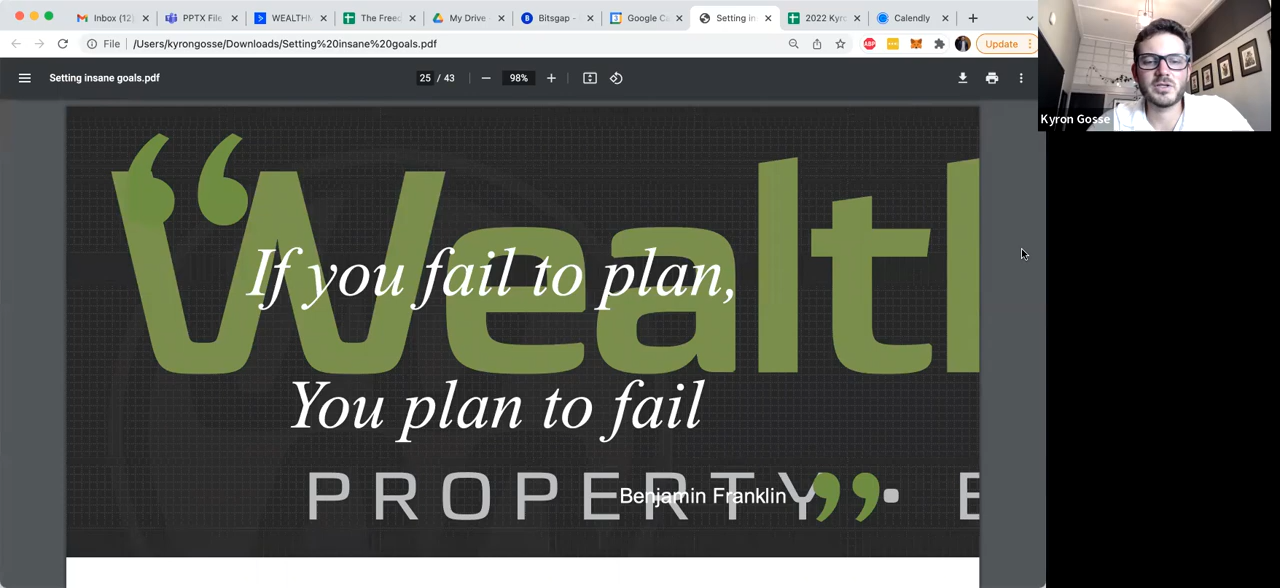 Inbox (12
PPTX File
WEALTHM
The Freed
My Drive
Bitsgap -
Google C
Setting in
2022 Kyro
Calendly
File
/Users/kyrongosse/Downloads/Setting%20insane%20goals.pdf
ABP
Update
Setting insane goals.pdf
25 / 43
98%
Kyron Gosse
Wealth
“If you fail to plan,
You plan to fail
PROPERTY • E
Benjamin Franklin ”